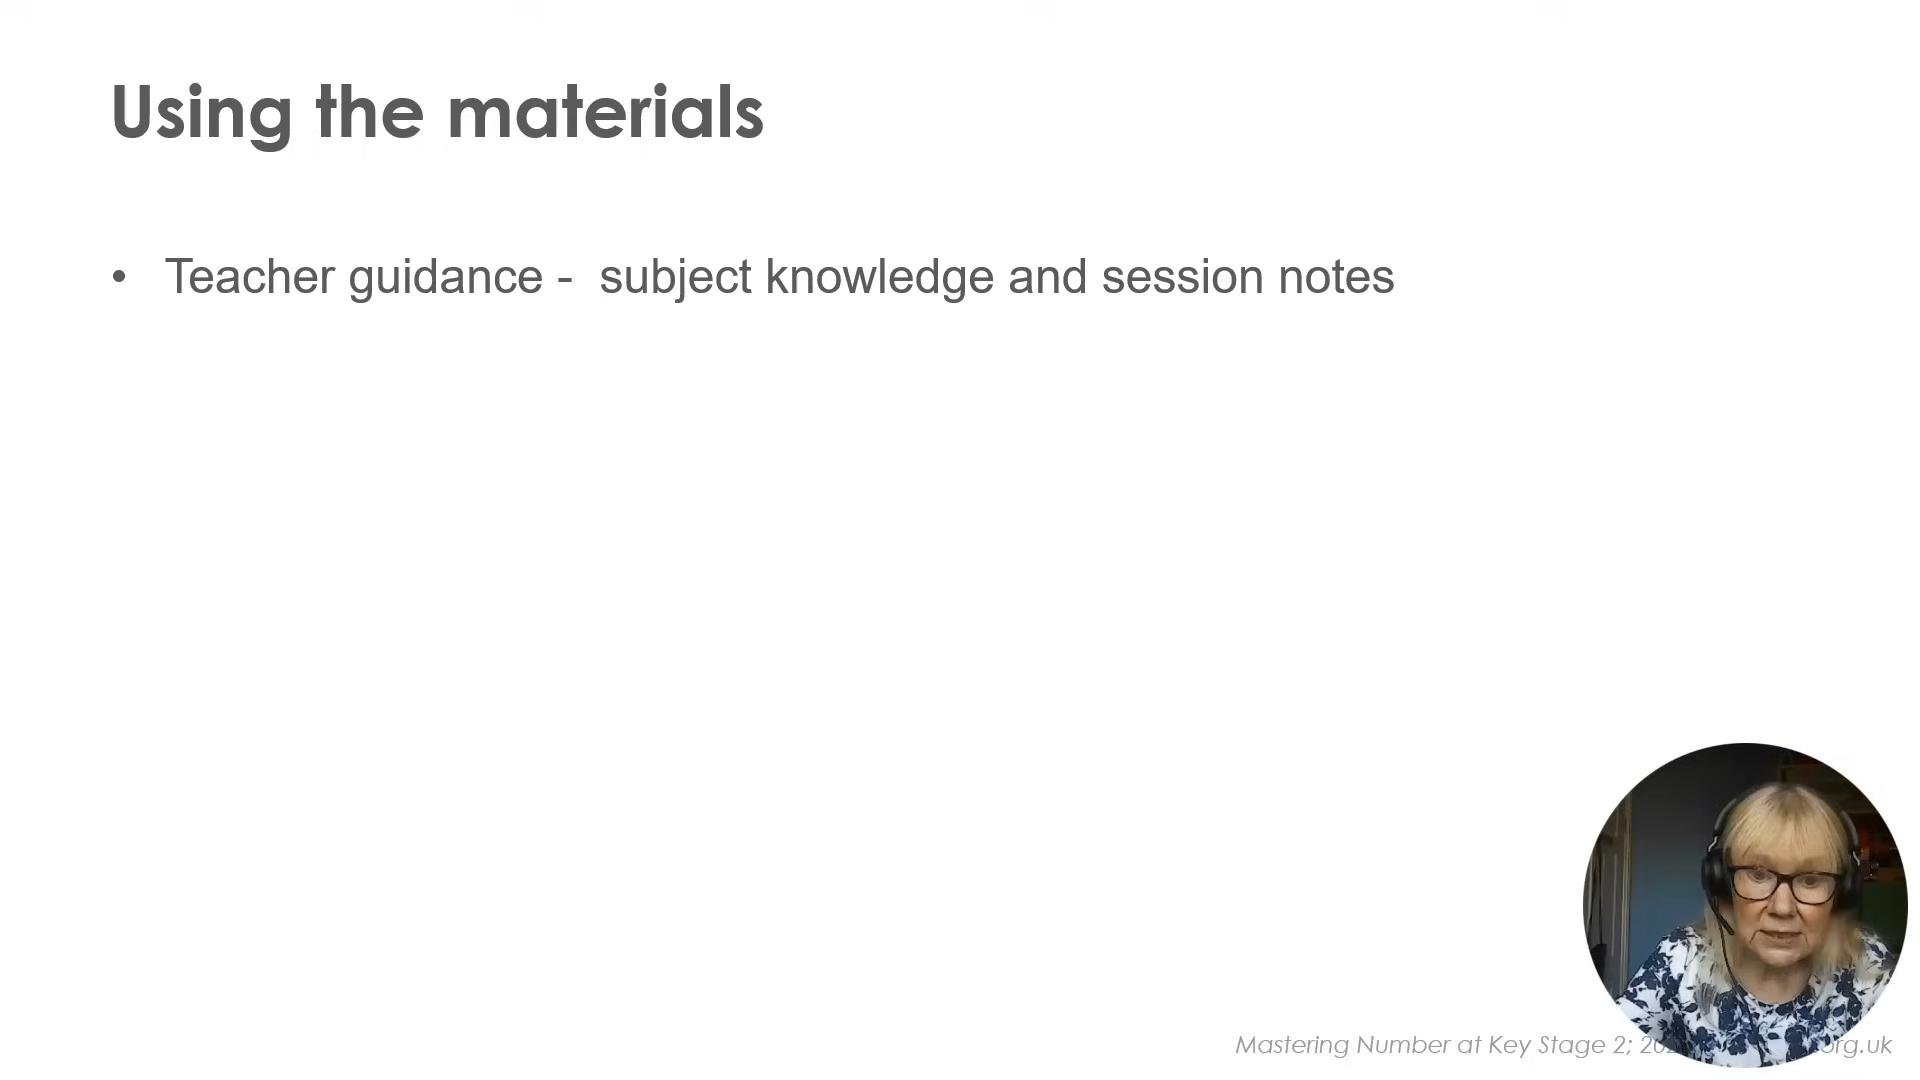 Using the materials
• Teacher guidance -  subject knowledge and session notes
Mastering Number at Key Stage 2; org.uk